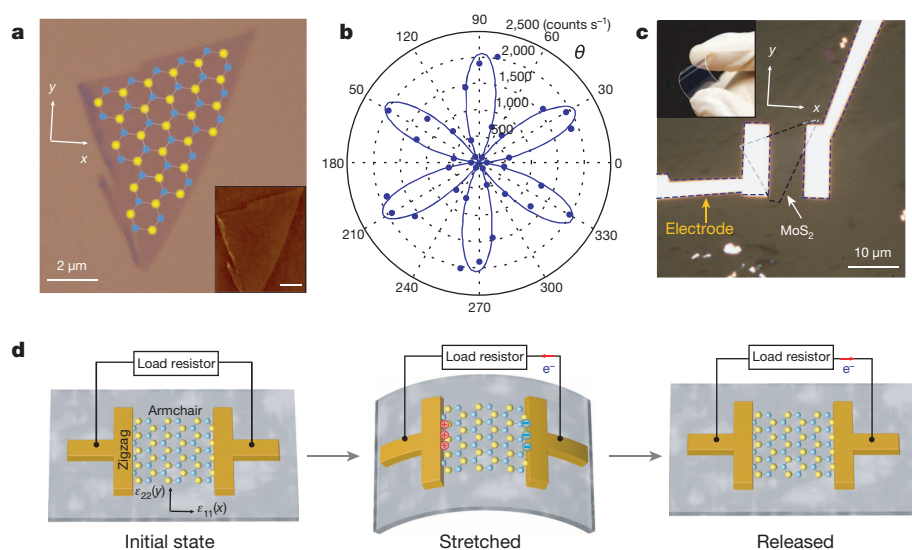 a
y
x
2 μm
b
90
2,500 (counts s⁻¹)
120
60
θ
2,000
50
1,500
30
1,000
500
180
0
210
330
240
300
270
c
y
x
Electrode
MoS₂
10 μm
d
Load resistor
Load resistor
Load resistor
e⁻
e⁻
Armchair
Zigzag
ε₂₂(y)
ε₁₁(x)
+
+
+
−
−
−
Initial state
Stretched
Released